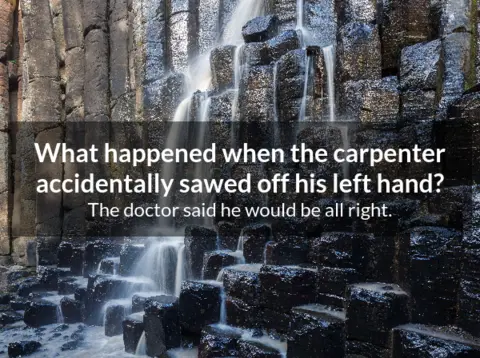 What happened when the carpenter
accidentally sawed off his left hand?
The doctor said he would be all right.